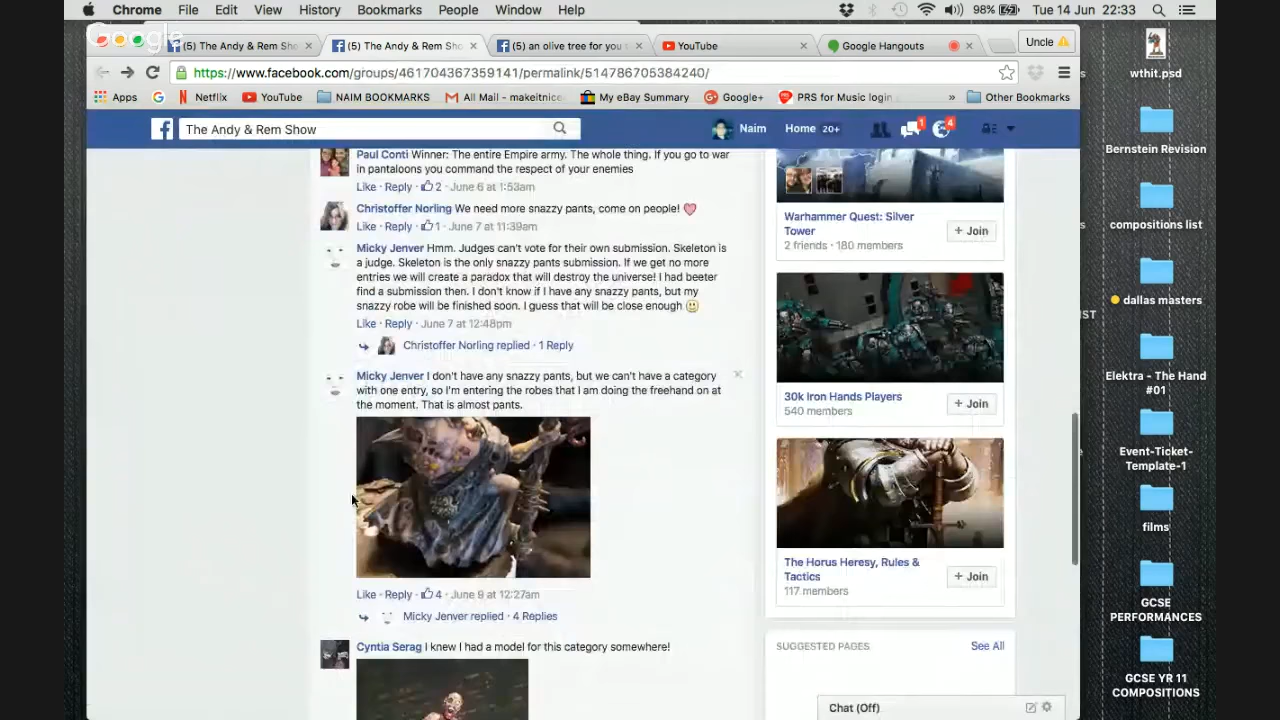 Chrome File Edit View History Bookmarks People Window Help 98% Tue 14 Jun 22:33
Google
(5) The Andy & Rem Sho × (5) The Andy & Rem Sho × (5) an olive tree for you × YouTube × Google Hangouts × Uncle
https://www.facebook.com/groups/461704367359141/permalink/514786705384240/
Apps Netflix YouTube NAIM BOOKMARKS All Mail - makeitnice My eBay Summary Google+ PRS for Music login » Other Bookmarks
The Andy & Rem Show Naim Home 20+ 1 4
Paul Conti Winner: The entire Empire army. The whole thing. If you go to war
in pantaloons you command the respect of your enemies
Like · Reply · 2 · June 6 at 1:53am
Christoffer Norling We need more snazzy pants, come on people!
Like · Reply · 1 · June 7 at 11:39am
Micky Jenver Hmm. Judges can't vote for their own submission. Skeleton is
a judge. Skeleton is the only snazzy pants submission. If we get no more
entries we will create a paradox that will destroy the universe! I had beeter
find a submission then. I don't know if I have any snazzy pants, but my
snazzy robe will be finished soon. I guess that will be close enough
Like · Reply · June 7 at 12:48pm
Christoffer Norling replied · 1 Reply
Micky Jenver I don't have any snazzy pants, but we can't have a category
with one entry, so I'm entering the robes that I am doing the freehand on at
the moment. That is almost pants.
Like · Reply · 4 · June 9 at 12:27am
Micky Jenver replied · 4 Replies
Cyntia Serag I knew I had a model for this category somewhere!
Warhammer Quest: Silver
Tower
2 friends · 180 members
+ Join
30k Iron Hands Players
540 members
+ Join
The Horus Heresy, Rules &
Tactics
117 members
+ Join
SUGGESTED PAGES See All
Chat (Off)
wthit.psd
Bernstein Revision
compositions list
dallas masters
IST
Elektra - The Hand
#01
Event-Ticket-
Template-1
films
GCSE
PERFORMANCES
GCSE YR 11
COMPOSITIONS